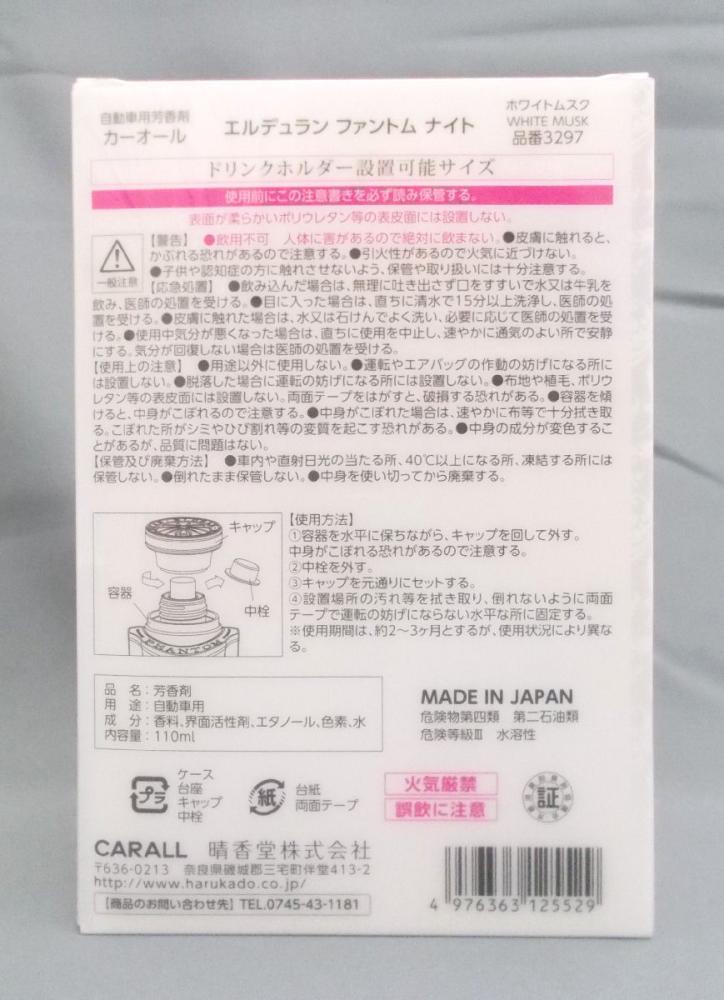 自動車用芳香剤
カーオール
エルデュラン ファントム ナイト
ホワイトムスク
WHITE MUSK
品番3297
ドリンクホルダー設置可能サイズ
使用前にこの注意書きを必ず読み保管する。
表面が柔らかいポリウレタン等の表皮面には設置しない。
一般注意
【警告】 ●飲用不可 人体に害があるので絶対に飲まない。●皮膚に触れると、
かぶれる恐れがあるので注意する。●引火性があるので火気に近づけない。
●子供や認知症の方に触れさせないよう、保管や取り扱いには十分注意する。
【応急処置】 ●飲み込んだ場合は、無理に吐き出さず口をすすいで水又は牛乳を
飲み、医師の処置を受ける。●目に入った場合は、直ちに清水で15分以上洗浄し、医師の処
置を受ける。●皮膚に触れた場合は、水又は石けんでよく洗い、必要に応じて医師の処置を受
ける。●使用中気分が悪くなった場合は、直ちに使用を中止し、速やかに通気のよい所で安静
にする。気分が回復しない場合は医師の処置を受ける。
【使用上の注意】 ●用途以外に使用しない。●運転やエアバッグの作動の妨げになる所に
は設置しない。●脱落した場合に運転の妨げになる所には設置しない。●布地や植毛、ポリウ
レタン等の表皮面には設置しない。両面テープをはがすと、破損する恐れがある。●容器を傾
けると、中身がこぼれるので注意する。●中身がこぼれた場合は、速やかに布等で十分拭き取
る。こぼれた所がシミやひび割れ等の変質を起こす恐れがある。●中身の成分が変色するこ
とがあるが、品質に問題はない。
【保管及び廃棄方法】 ●車内や直射日光の当たる所、40℃以上になる所、凍結する所には
保管しない。●倒れたまま保管しない。●中身を使い切ってから廃棄する。
キャップ
容器
中栓
PHANTOM
【使用方法】
①容器を水平に保ちながら、キャップを回して外す。
中身がこぼれる恐れがあるので注意する。
②中栓を外す。
③キャップを元通りにセットする。
④設置場所の汚れ等を拭き取り、倒れないように両面
テープで運転の妨げにならない水平な所に固定する。
※使用期間は、約2～3ヶ月とするが、使用状況により異な
る。
品 名：芳香剤
用 途：自動車用
成 分：香料、界面活性剤、エタノール、色素、水
内容量：110ml
MADE IN JAPAN
危険物第四類 第二石油類
危険等級Ⅲ 水溶性
プラ
ケース
台座
キャップ
中栓
紙
台紙
両面テープ
火気厳禁
誤飲に注意
証
CARALL 晴香堂株式会社
〒636-0213 奈良県磯城郡三宅町伴堂413-2
http://www.harukado.co.jp/
【商品のお問い合わせ先】 TEL.0745-43-1181
4 976363 125529